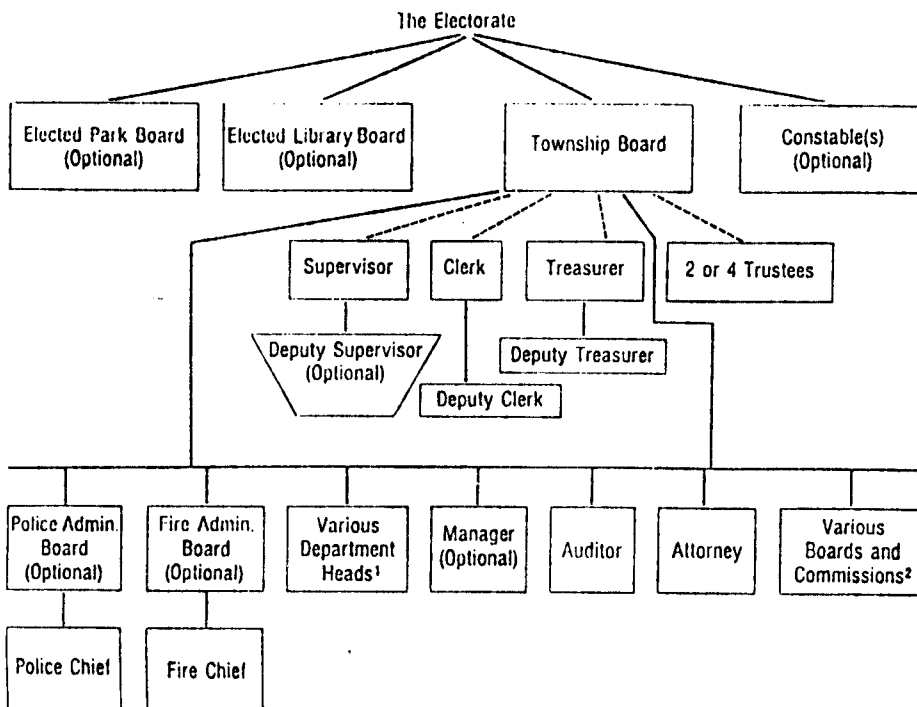 The Electorate
Elected Park Board
(Optional)
Elected Library Board
(Optional)
Township Board
Constable(s)
(Optional)
Supervisor
Clerk
Treasurer
2 or 4 Trustees
Deputy Supervisor
(Optional)
Deputy Treasurer
Deputy Clerk
Police Admin.
Board
(Optional)
Fire Admin.
Board
(Optional)
Various
Department
Heads¹
Manager
(Optional)
Auditor
Attorney
Various
Boards and
Commissions²
Police Chief
Fire Chief